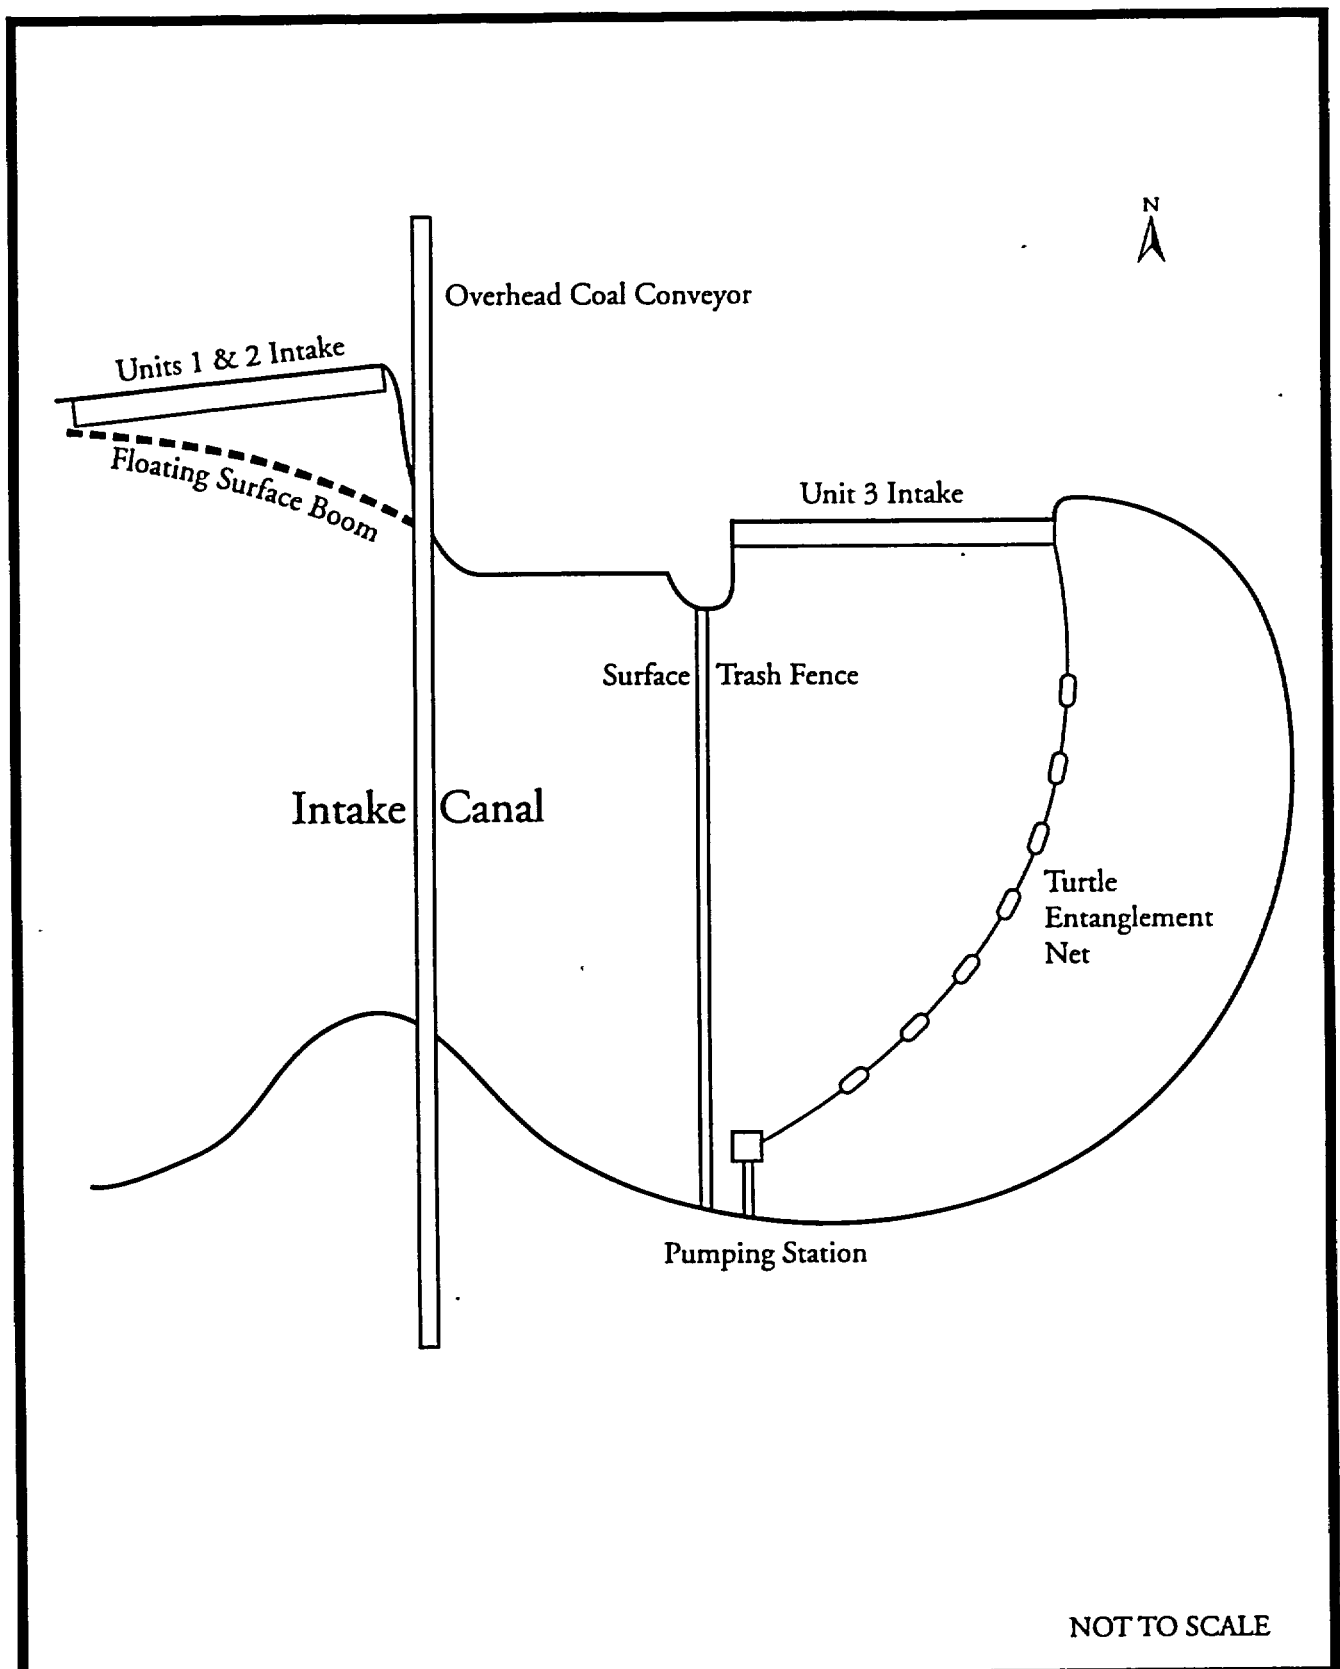 N
Overhead Coal Conveyor
Units 1 & 2 Intake
Floating Surface Boom
Unit 3 Intake
Surface Trash Fence
Intake Canal
Turtle
Entanglement
Net
Pumping Station
NOT TO SCALE